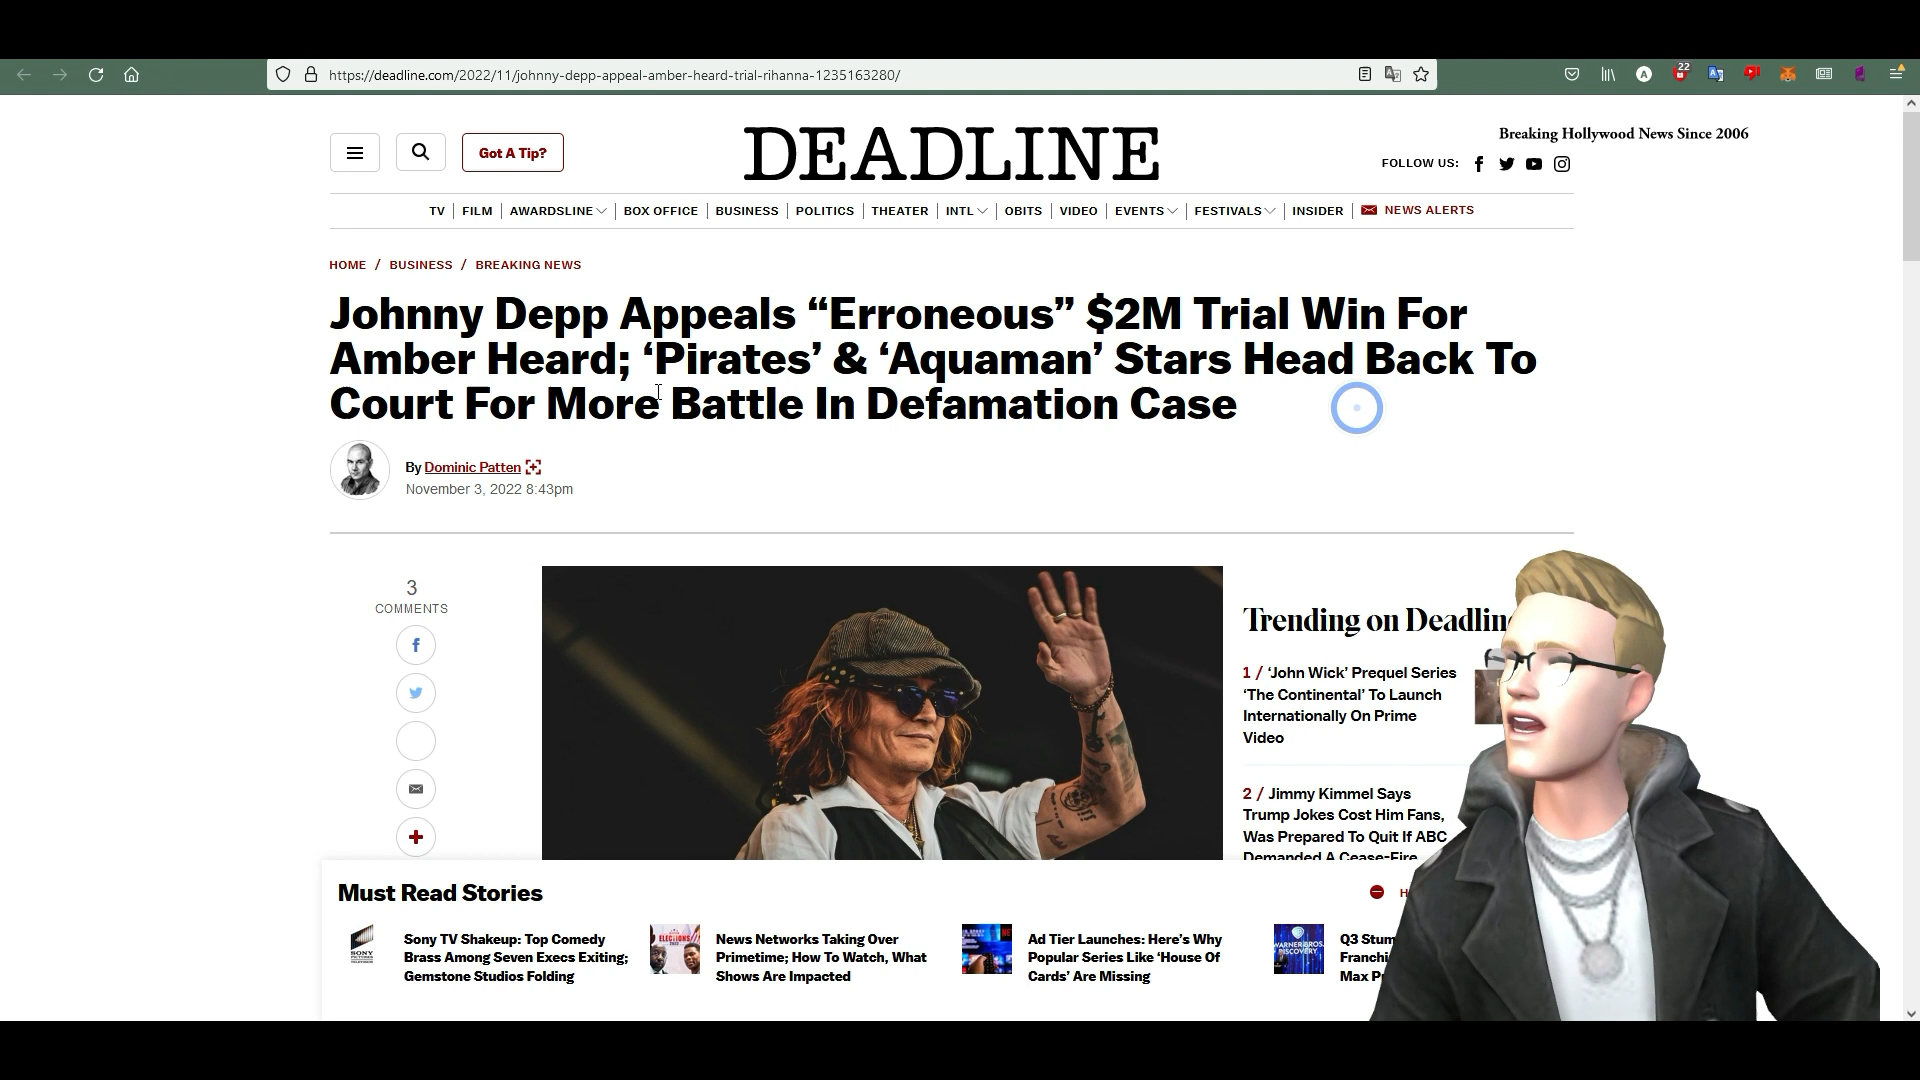 https://deadline.com/2022/11/johnny-depp-appeal-amber-heard-trial-rihanna-1235163280/
22
Got A Tip?
DEADLINE
Breaking Hollywood News Since 2006
FOLLOW US:
TV FILM AWARDSLINE BOX OFFICE BUSINESS POLITICS THEATER INTL OBITS VIDEO EVENTS FESTIVALS INSIDER NEWS ALERTS
HOME / BUSINESS / BREAKING NEWS
Johnny Depp Appeals “Erroneous” $2M Trial Win For
Amber Heard; ‘Pirates’ & ‘Aquaman’ Stars Head Back To
Court For More Battle In Defamation Case
By Dominic Patten
November 3, 2022 8:43pm
3
COMMENTS
Trending on Deadlin
1 / ‘John Wick’ Prequel Series
‘The Continental’ To Launch
Internationally On Prime
Video
2 / Jimmy Kimmel Says
Trump Jokes Cost Him Fans,
Was Prepared To Quit If ABC
Demanded A Cease-Fire
Must Read Stories
SONY
Sony TV Shakeup: Top Comedy
Brass Among Seven Execs Exiting;
Gemstone Studios Folding
ELECTIONS
News Networks Taking Over
Primetime; How To Watch, What
Shows Are Impacted
Ad Tier Launches: Here’s Why
Popular Series Like ‘House Of
Cards’ Are Missing
WARNER BROS.
DISCOVERY
Q3 Stum
Franchi
Max P